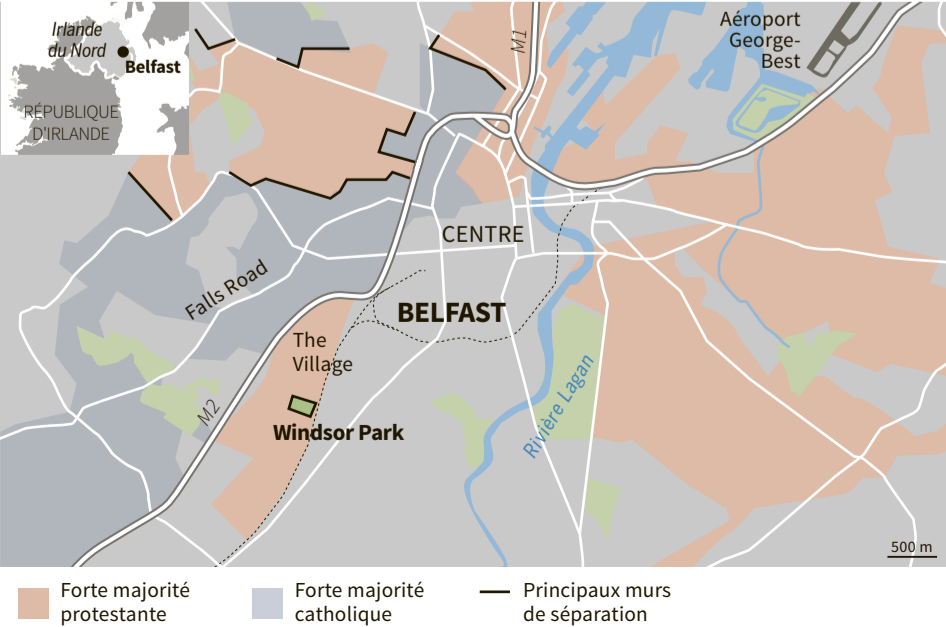 Irlande
du Nord
Belfast
RÉPUBLIQUE
D'IRLANDE
M1
Aéroport
George-
Best
CENTRE
Falls Road
BELFAST
The
Village
M2
Windsor Park
Rivière Lagan
500 m
Forte majorité
protestante
Forte majorité
catholique
Principaux murs
de séparation